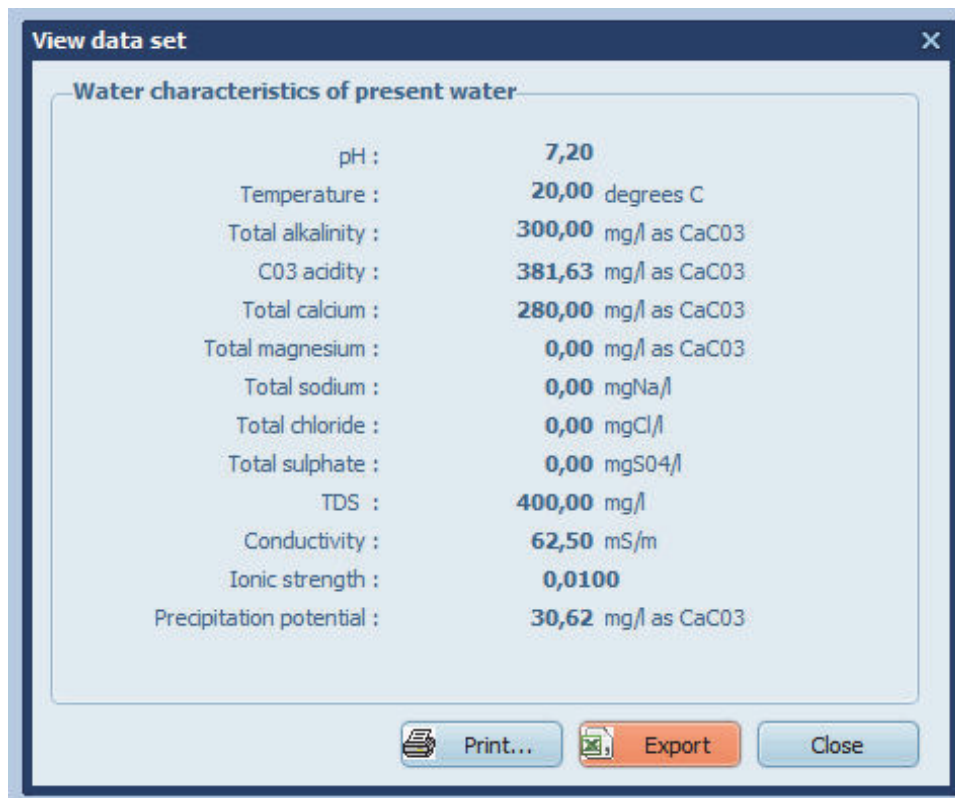 View data set
Water characteristics of present water
pH : 7,20
Temperature : 20,00 degrees C
Total alkalinity : 300,00 mg/l as CaC03
C03 acidity : 381,63 mg/l as CaC03
Total calcium : 280,00 mg/l as CaC03
Total magnesium : 0,00 mg/l as CaC03
Total sodium : 0,00 mgNa/l
Total chloride : 0,00 mgCl/l
Total sulphate : 0,00 mgS04/l
TDS : 400,00 mg/l
Conductivity : 62,50 mS/m
Ionic strength : 0,0100
Precipitation potential : 30,62 mg/l as CaC03
Print... Export Close